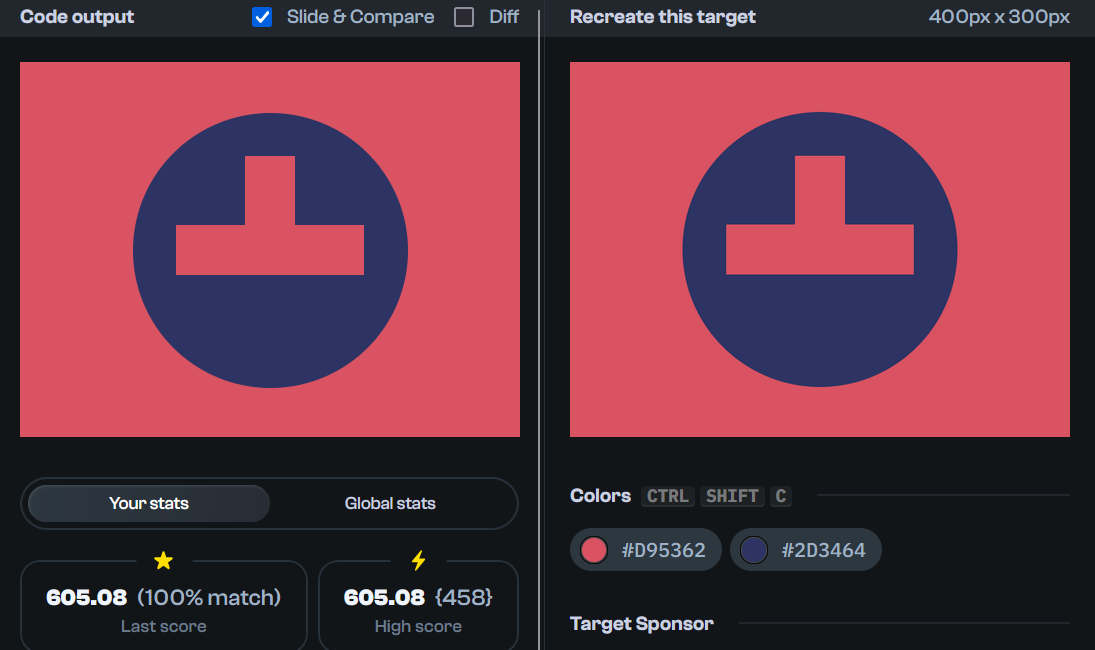 Code output
Slide & Compare
Diff
Recreate this target
400px x 300px
Your stats
Global stats
605.08 (100% match)
Last score
605.08 {458}
High score
Colors CTRL SHIFT C
#D95362
#2D3464
Target Sponsor